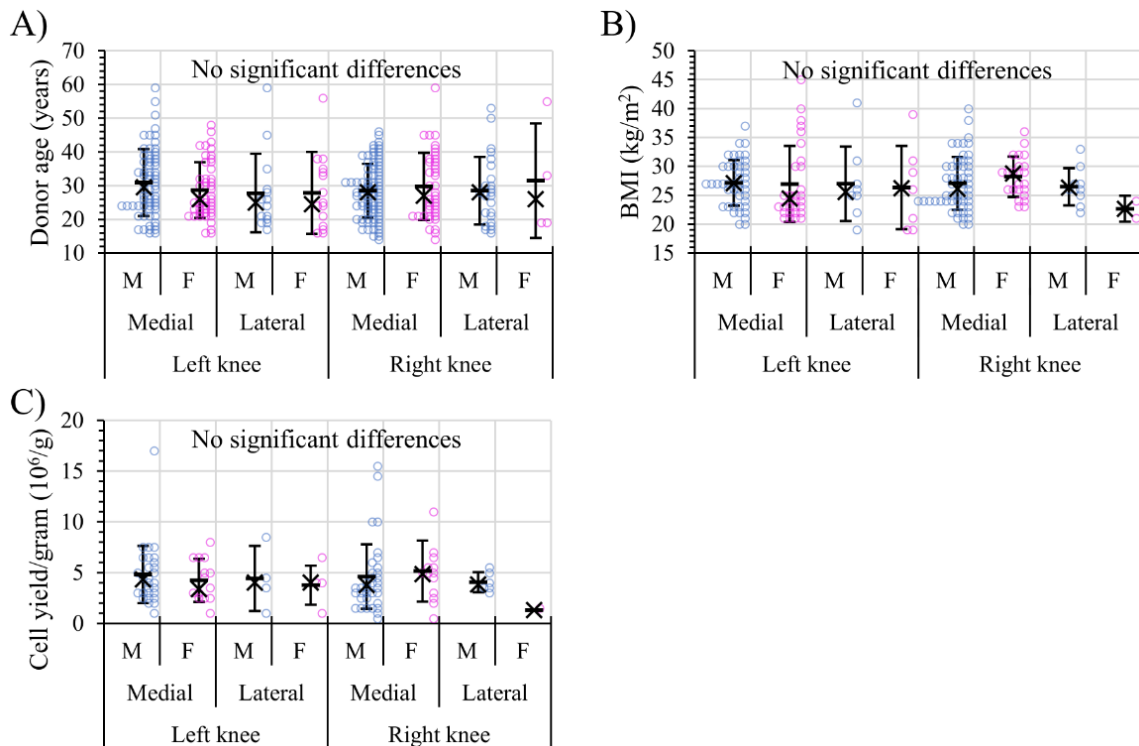 A)
Donor age (years)
70
60
50
40
30
20
10
No significant differences
M F M F M F M F
Medial Lateral Medial Lateral
Left knee Right knee
B)
BMI (kg/m²)
50
45
40
35
30
25
20
15
No significant differences
M F M F M F M F
Medial Lateral Medial Lateral
Left knee Right knee
C)
Cell yield/gram (10⁶/g)
20
15
10
5
0
No significant differences
M F M F M F M F
Medial Lateral Medial Lateral
Left knee Right knee